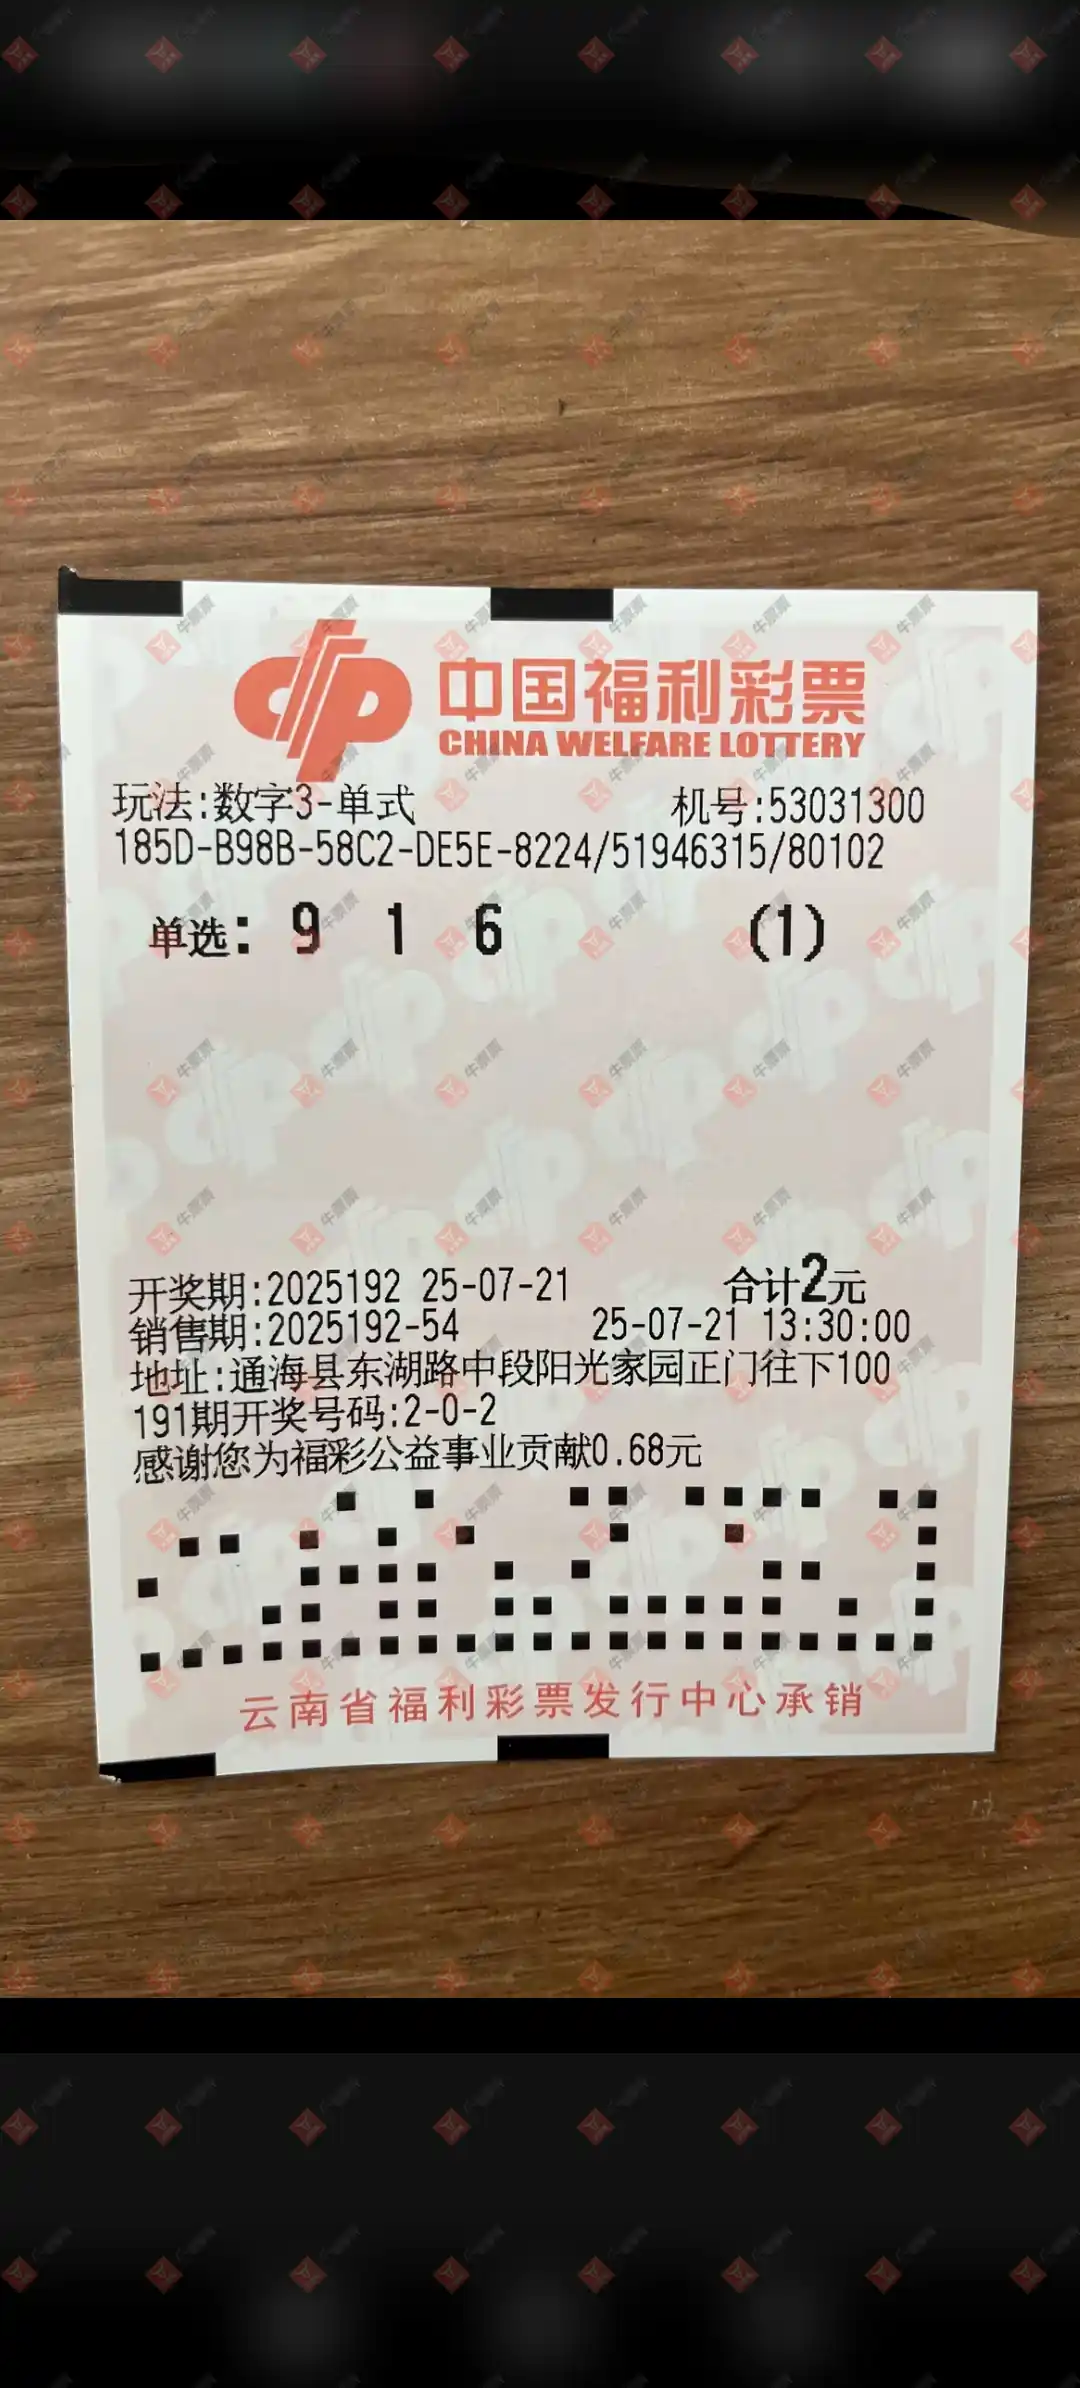 中国福利彩票
CHINA WELFARE LOTTERY
玩法:数字3-单式 机号:53031300
185D-B98B-58C2-DE5E-8224/51946315/80102
单选: 9 1 6 (1)
开奖期:2025192 25-07-21 合计2元
销售期:2025192-54 25-07-21 13:30:00
地址:通海县东湖路中段阳光家园正门往下100
191期开奖号码:2-0-2
感谢您为福彩公益事业贡献0.68元
云南省福利彩票发行中心承销